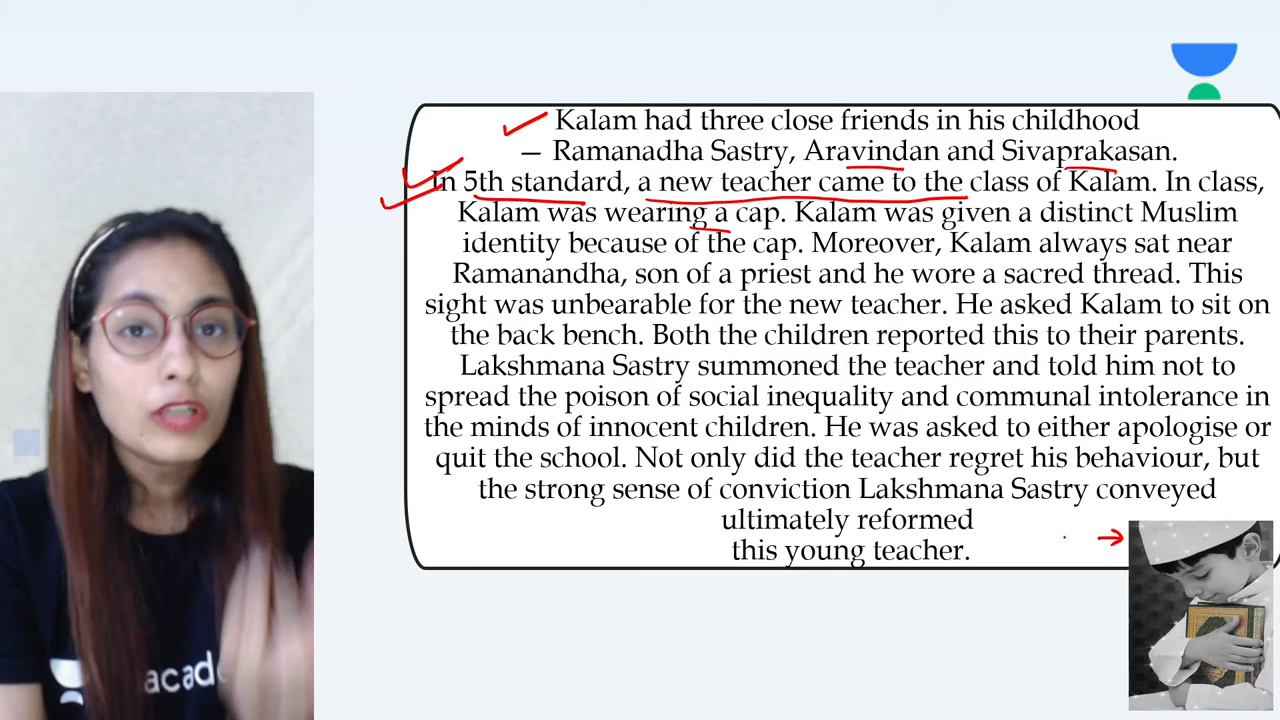 Kalam had three close friends in his childhood
— Ramanadha Sastry, Aravindan and Sivaprakasan.
In 5th standard, a new teacher came to the class of Kalam. In class,
Kalam was wearing a cap. Kalam was given a distinct Muslim
identity because of the cap. Moreover, Kalam always sat near
Ramanandha, son of a priest and he wore a sacred thread. This
sight was unbearable for the new teacher. He asked Kalam to sit on
the back bench. Both the children reported this to their parents.
Lakshmana Sastry summoned the teacher and told him not to
spread the poison of social inequality and communal intolerance in
the minds of innocent children. He was asked to either apologise or
quit the school. Not only did the teacher regret his behaviour, but
the strong sense of conviction Lakshmana Sastry conveyed
ultimately reformed
this young teacher.
acad